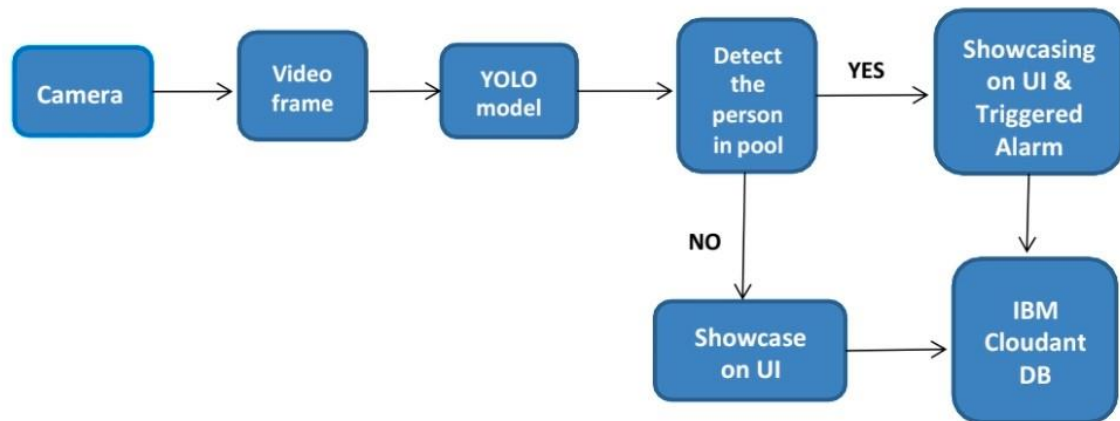 Camera
Video
frame
YOLO
model
Detect
the
person
in pool
YES
Showcasing
on UI &
Triggered
Alarm
NO
Showcase
on UI
IBM
Cloudant
DB